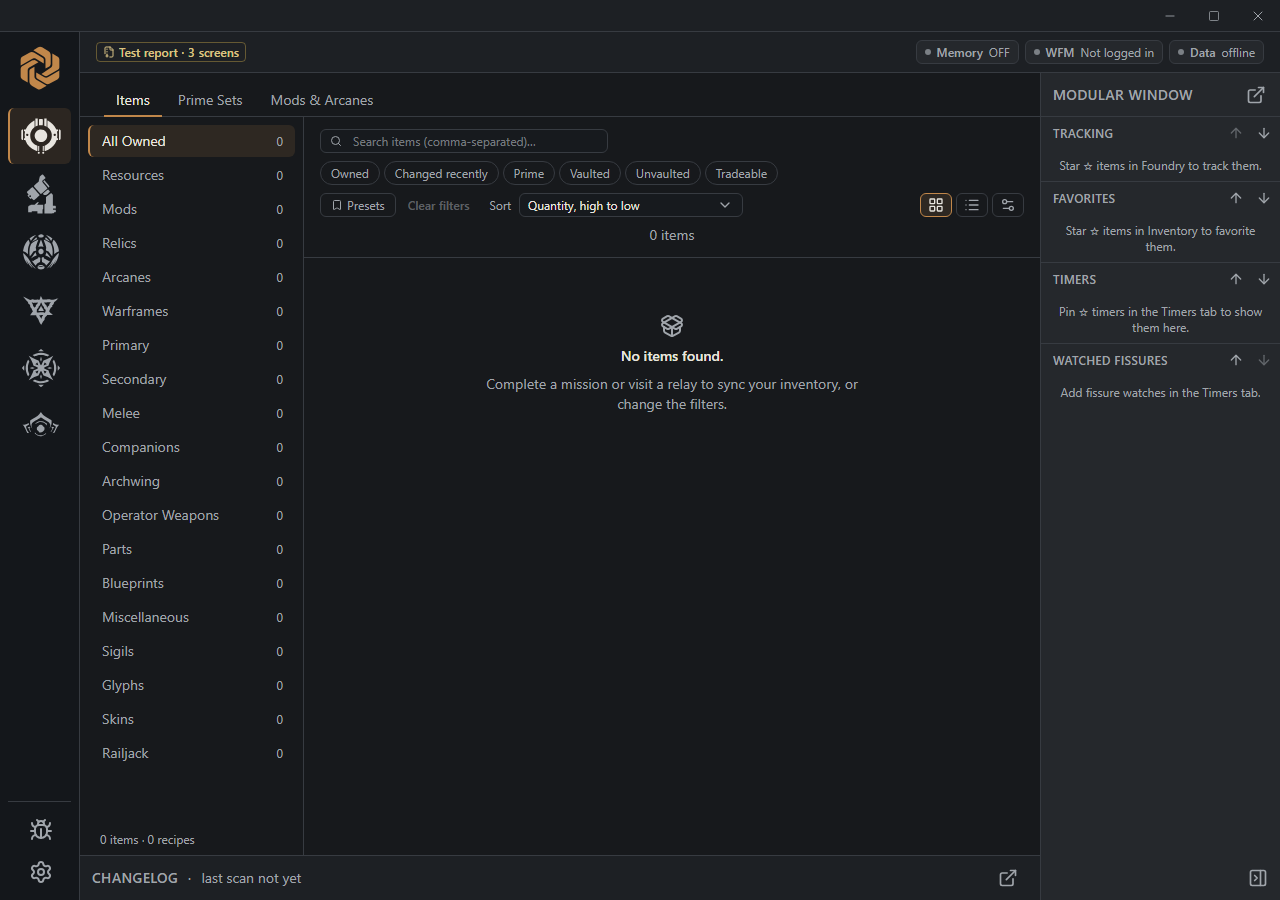 Test report · 3 screens
Memory OFF
WFM Not logged in
Data offline
Items
Prime Sets
Mods & Arcanes
All Owned 0
Resources 0
Mods 0
Relics 0
Arcanes 0
Warframes 0
Primary 0
Secondary 0
Melee 0
Companions 0
Archwing 0
Operator Weapons 0
Parts 0
Blueprints 0
Miscellaneous 0
Sigils 0
Glyphs 0
Skins 0
Railjack 0
0 items · 0 recipes
Search items (comma-separated)...
Owned
Changed recently
Prime
Vaulted
Unvaulted
Tradeable
Presets
Clear filters
Sort
Quantity, high to low
0 items
No items found.
Complete a mission or visit a relay to sync your inventory, or
change the filters.
MODULAR WINDOW
TRACKING
Star ☆ items in Foundry to track them.
FAVORITES
Star ☆ items in Inventory to favorite
them.
TIMERS
Pin ☆ timers in the Timers tab to show
them here.
WATCHED FISSURES
Add fissure watches in the Timers tab.
CHANGELOG · last scan not yet